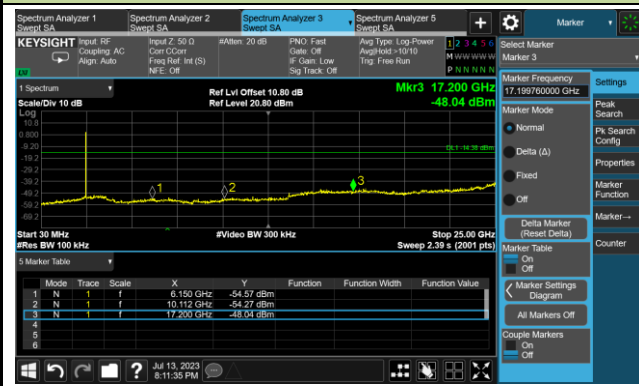 Spectrum Analyzer 1
Swept SA
Spectrum Analyzer 2
Swept SA
Spectrum Analyzer 3
Swept SA
Spectrum Analyzer 5
Swept SA
+
Marker
KEYSIGHT
Input: RF
Coupling: AC
Align: Auto
Input Z: 50 Ω
Corr CCorr
Freq Ref: Int (S)
NFE: Off
#Atten: 20 dB
PNO: Fast
Gate: Off
IF Gain: Low
Sig Track: Off
Avg Type: Log-Power
Avg|Hold:>10/10
Trig: Free Run
1 2 3 4 5 6
M W W W W W
P N N N N N
Select Marker
Marker 3
1 Spectrum
Scale/Div 10 dB
Ref Lvl Offset 10.80 dB
Ref Level 20.80 dBm
Mkr3 17.200 GHz
-48.04 dBm
Log
10.8
0.800
-9.20
-19.2
-29.2
-39.2
-49.2
-59.2
-69.2
DL1 -14.38 dBm
1
2
3
Start 30 MHz
#Res BW 100 kHz
#Video BW 300 kHz
Stop 25.00 GHz
Sweep 2.39 s (2001 pts)
5 Marker Table
Mode Trace Scale X Y Function Function Width Function Value
1 N 1 f 6.150 GHz -54.57 dBm
2 N 1 f 10.112 GHz -54.27 dBm
3 N 1 f 17.200 GHz -48.04 dBm
4
5
6
Marker Frequency
17.199760000 GHz
Marker Mode
Normal
Delta (Δ)
Fixed
Off
Delta Marker
(Reset Delta)
Marker Table
On
Off
Marker Settings
Diagram
All Markers Off
Couple Markers
On
Off
Settings
Peak
Search
Pk Search
Config
Properties
Marker
Function
Marker→
Counter
?
Jul 13, 2023
8:11:35 PM